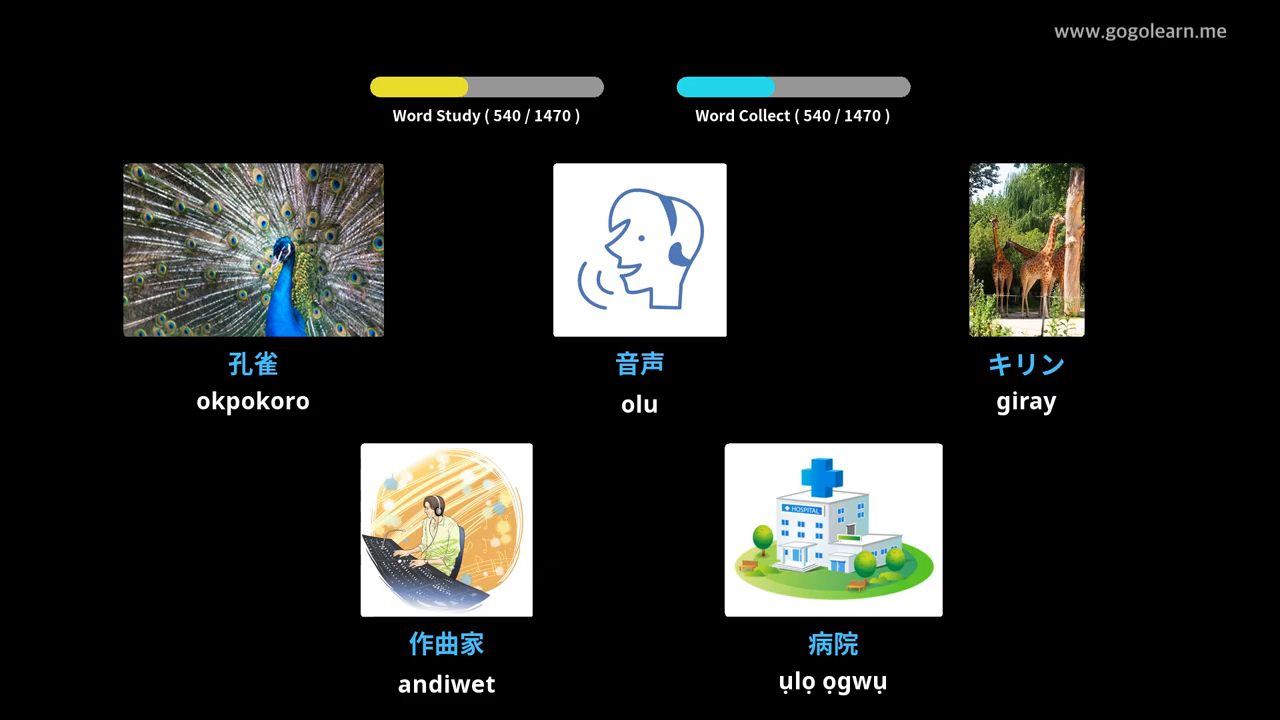 www.gogolearn.me
Word Study ( 540 / 1470 )
Word Collect ( 540 / 1470 )
孔雀
音声
キリン
okpokoro
olu
giray
HOSPITAL
作曲家
病院
andiwet
ụlọ ọgwụ